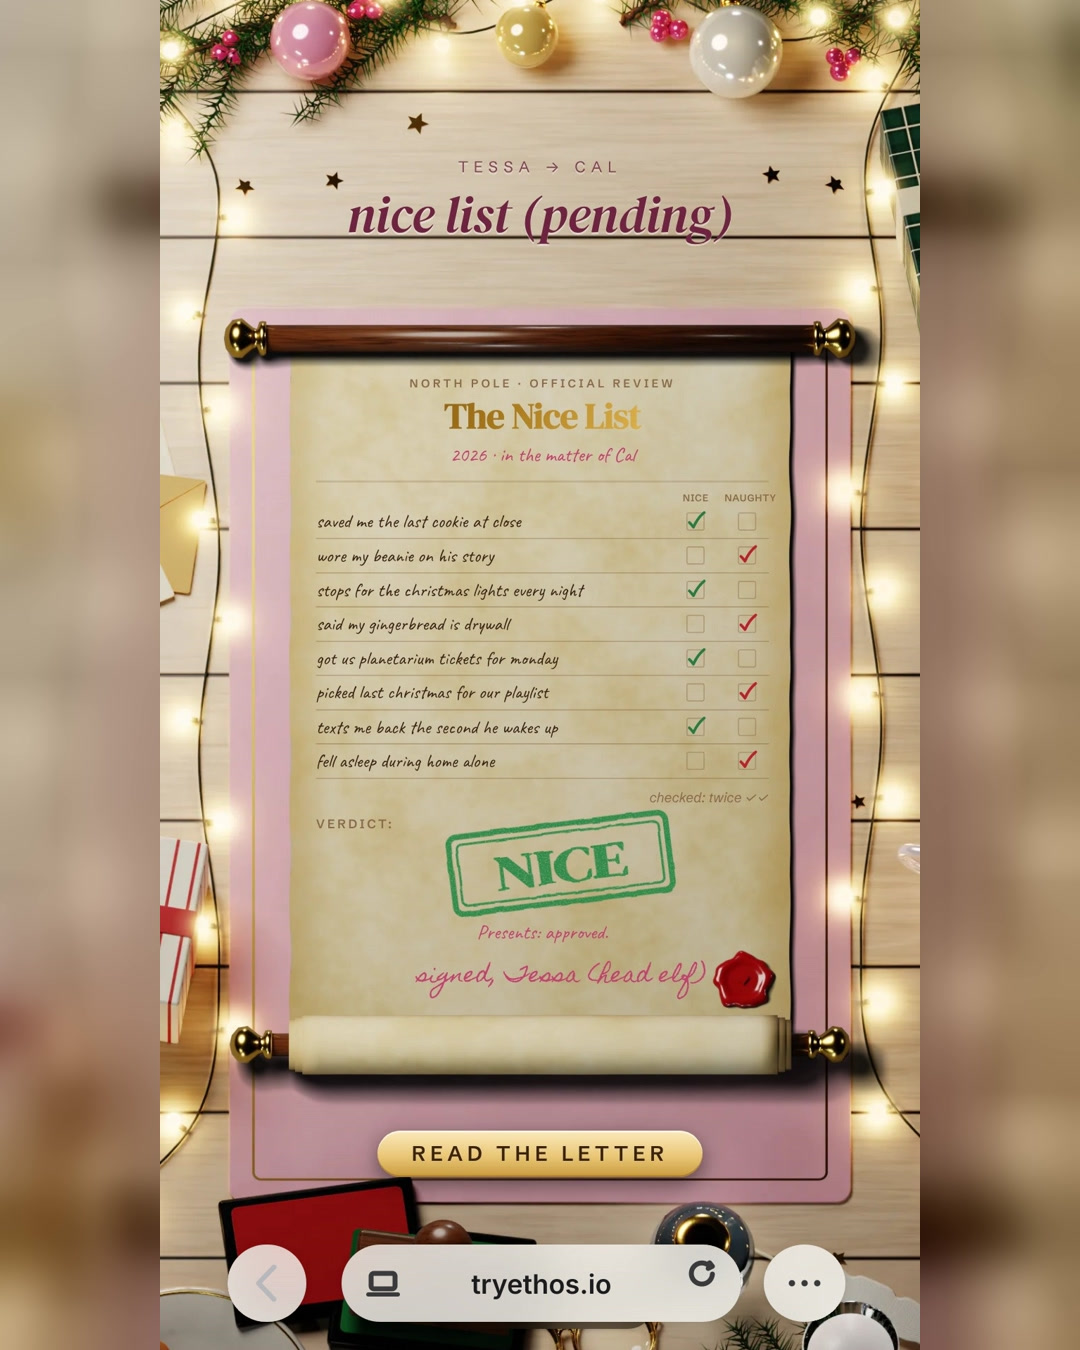 TESSA → CAL
nice list (pending)
NORTH POLE · OFFICIAL REVIEW
The Nice List
2026 · in the matter of Cal
NICE NAUGHTY
saved me the last cookie at close
wore my beanie on his story
stops for the christmas lights every night
said my gingerbread is drywall
got us planetarium tickets for monday
picked last christmas for our playlist
texts me back the second he wakes up
fell asleep during home alone
checked: twice ✓✓
VERDICT:
NICE
Presents: approved.
signed, Tessa (head elf)
READ THE LETTER
tryethos.io